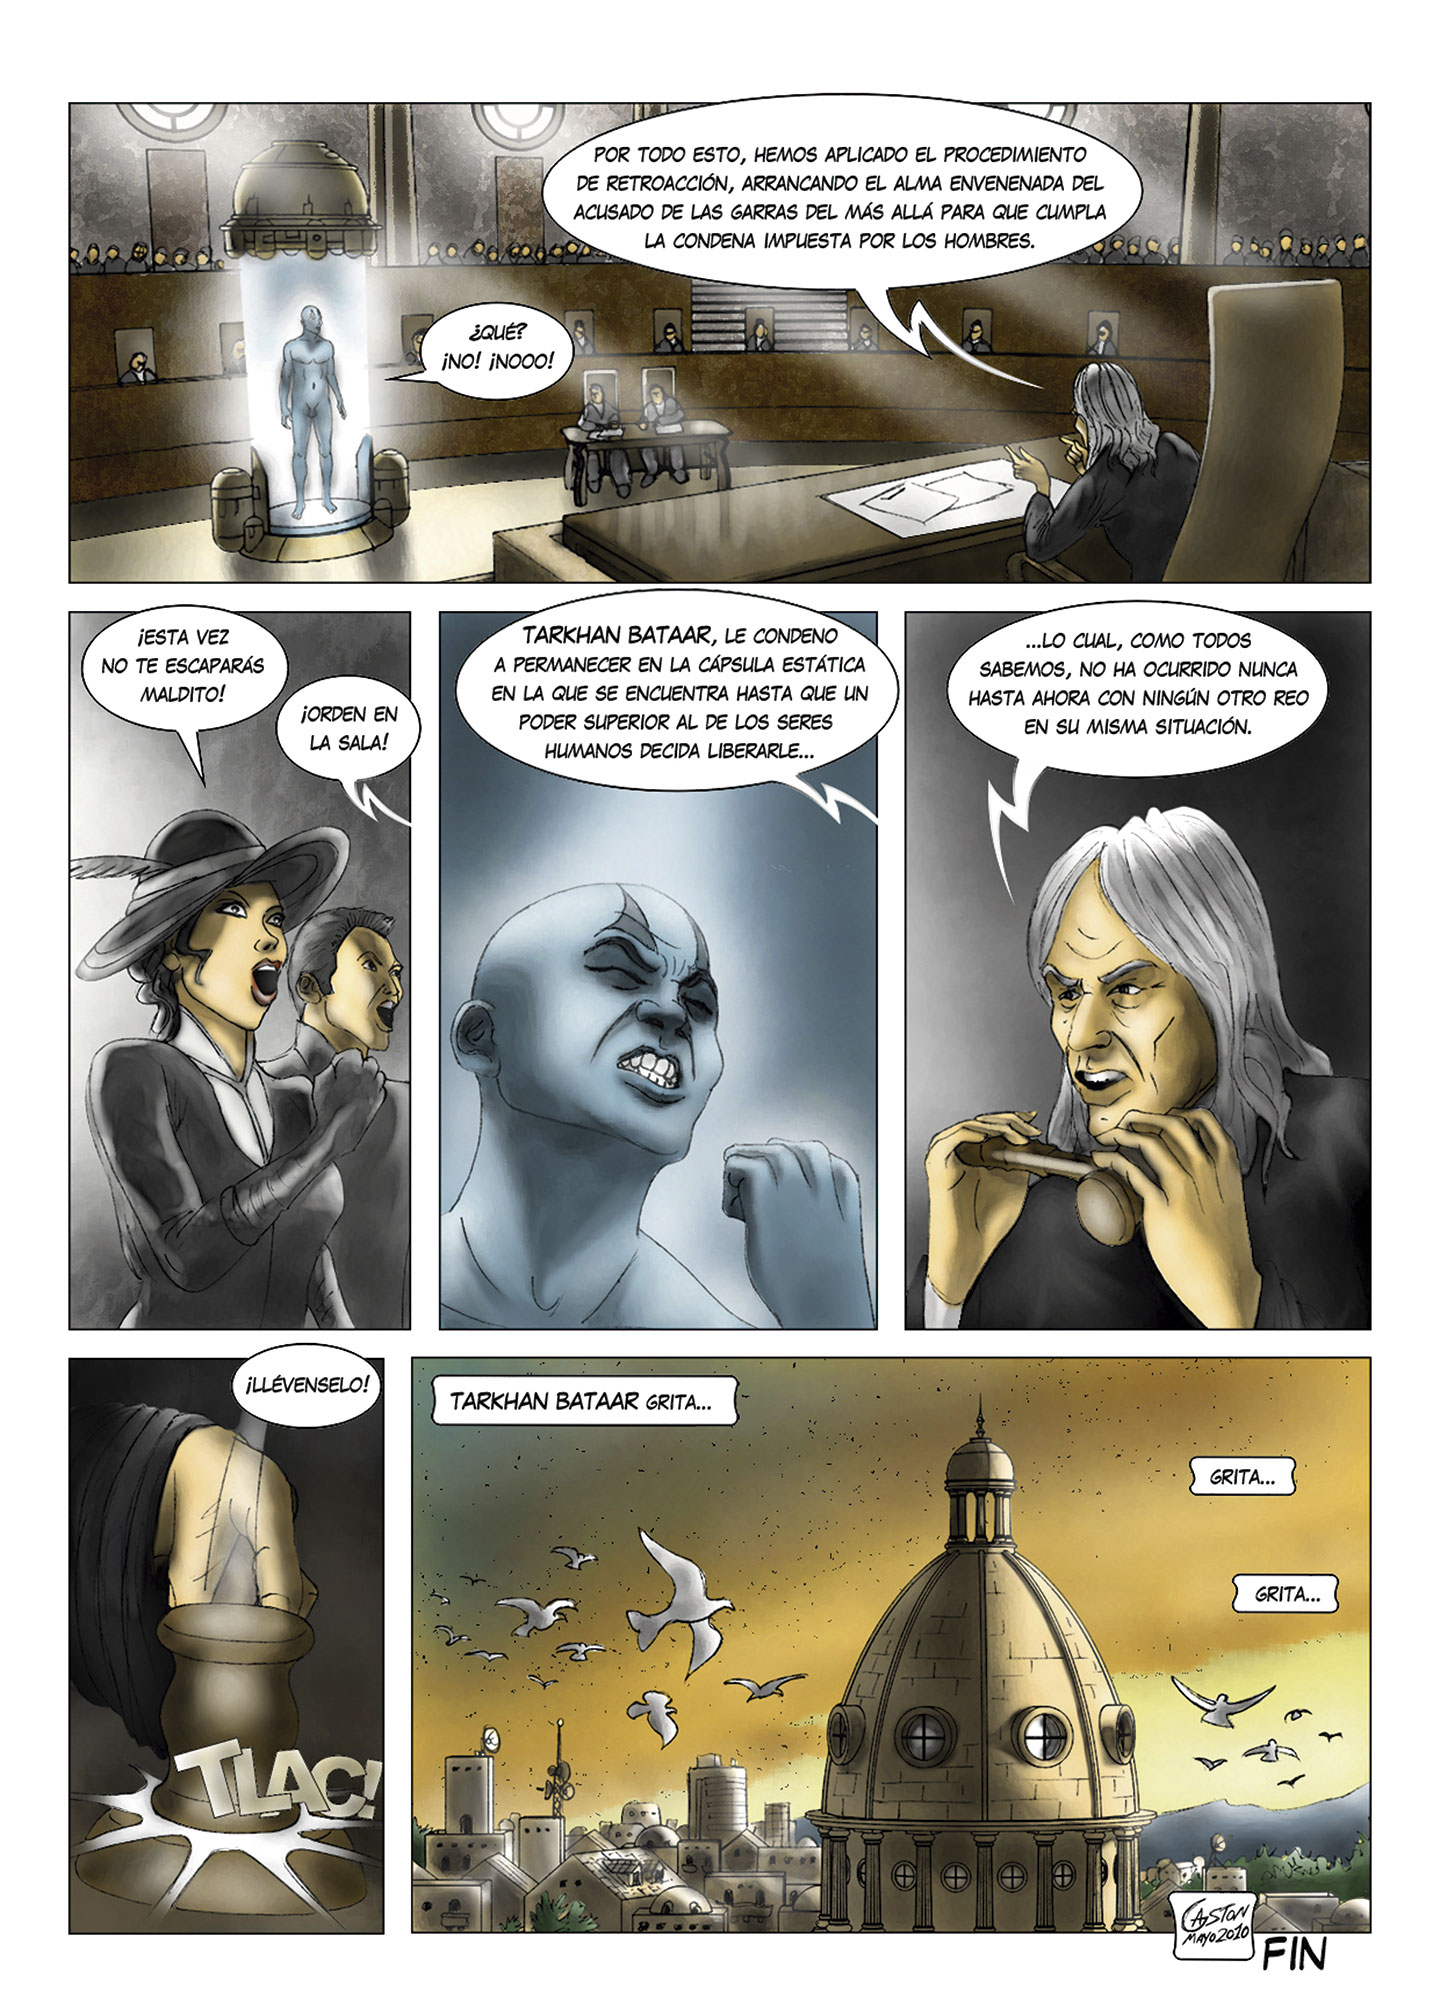 POR TODO ESTO, HEMOS APLICADO EL PROCEDIMIENTO
DE RETROACCIÓN, ARRANCANDO EL ALMA ENVENENADA DEL
ACUSADO DE LAS GARRAS DEL MÁS ALLÁ PARA QUE CUMPLA
LA CONDENA IMPUESTA POR LOS HOMBRES.
¿QUÉ?
¡NO! ¡NOOO!
¡ESTA VEZ
NO TE ESCAPARÁS
MALDITO!
¡ORDEN EN
LA SALA!
TARKHAN BATAAR, LE CONDENO
A PERMANECER EN LA CÁPSULA ESTÁTICA
EN LA QUE SE ENCUENTRA HASTA QUE UN
PODER SUPERIOR AL DE LOS SERES
HUMANOS DECIDA LIBERARLE...
...LO CUAL, COMO TODOS
SABEMOS, NO HA OCURRIDO NUNCA
HASTA AHORA CON NINGÚN OTRO REO
EN SU MISMA SITUACIÓN.
¡LLÉVENSELO!
TLAC!
TARKHAN BATAAR GRITA...
GRITA...
GRITA...
GASTON
MAYO2010
FIN